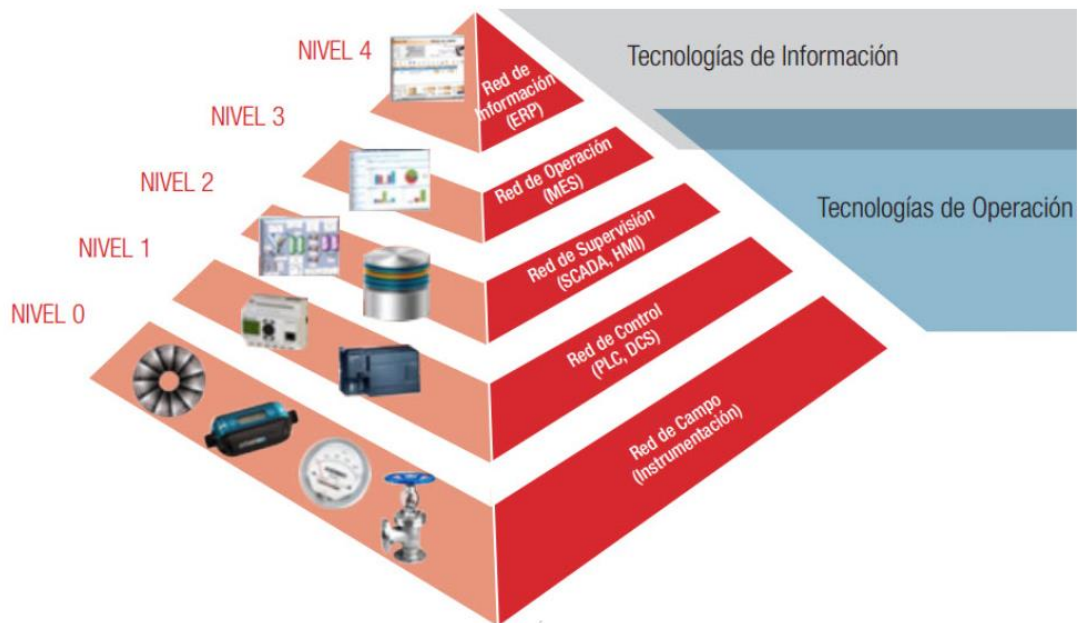 NIVEL 4
NIVEL 3
NIVEL 2
NIVEL 1
NIVEL 0
Red de
Información
(ERP)
Red de Operación
(MES)
Red de Supervisión
(SCADA, HMI)
Red de Control
(PLC, DCS)
Red de Campo
(Instrumentación)
Tecnologías de Información
Tecnologías de Operación